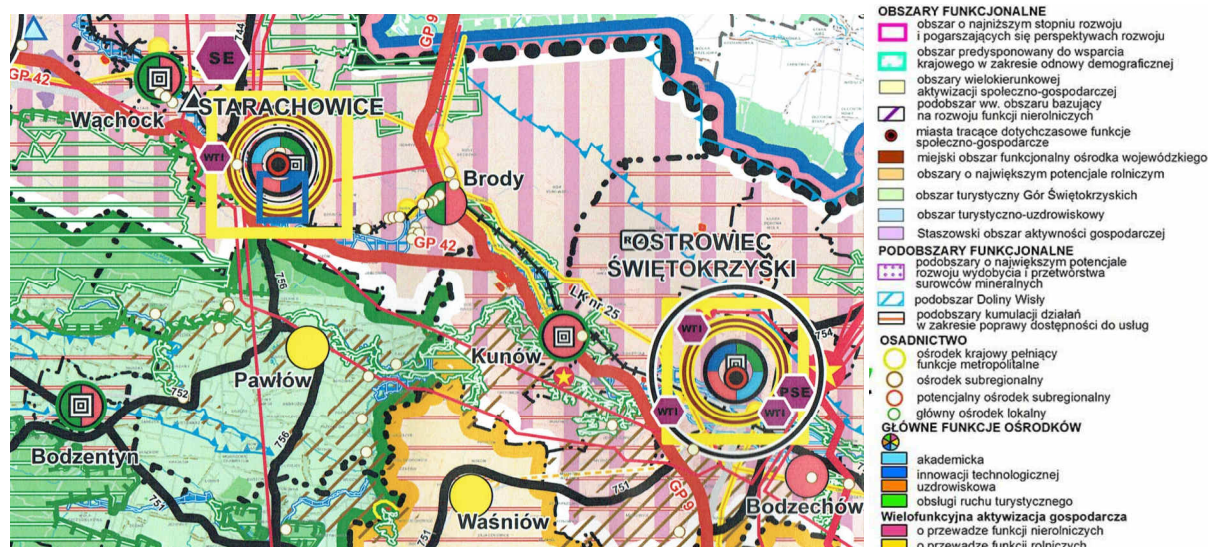 744
GP 9
SE
GP 42
STARACHOWICE
Wąchock
WTI
Brody
GP 42
OSTROWIEC
ŚWIĘTOKRZYSKI
756
LK nr 25
754
WTI
Kunów
Pawłów
752
PSE
WTI
WTI
Bodzentyn
756
751
751
GP 9
Bodzechów
Waśniów
751
OBSZARY FUNKCJONALNE
obszar o najniższym stopniu rozwoju
i pogarszających się perspektywach rozwoju
obszar predysponowany do wsparcia
krajowego w zakresie odnowy demograficznej
obszary wielokierunkowej
aktywizacji społeczno-gospodarczej
podobszar ww. obszaru bazujący
na rozwoju funkcji nierolniczych
miasta tracące dotychczasowe funkcje
społeczno-gospodarcze
miejski obszar funkcjonalny ośrodka wojewódzkiego
obszary o największym potencjale rolniczym
obszar turystyczny Gór Świętokrzyskich
obszar turystyczno-uzdrowiskowy
Staszowski obszar aktywności gospodarczej
PODOBSZARY FUNKCJONALNE
podobszary o największym potencjale
rozwoju wydobycia i przetwórstwa
surowców mineralnych
podobszar Doliny Wisły
podobszary kumulacji działań
w zakresie poprawy dostępności do usług
OSADNICTWO
ośrodek krajowy pełniący
funkcje metropolitalne
ośrodek subregionalny
potencjalny ośrodek subregionalny
główny ośrodek lokalny
GŁÓWNE FUNKCJE OŚRODKÓW
akademicka
innowacji technologicznej
uzdrowiskowa
obsługi ruchu turystycznego
Wielofunkcyjna aktywizacja gospodarcza
o przewadze funkcji nierolniczych
o przewadze funkcji rolniczych